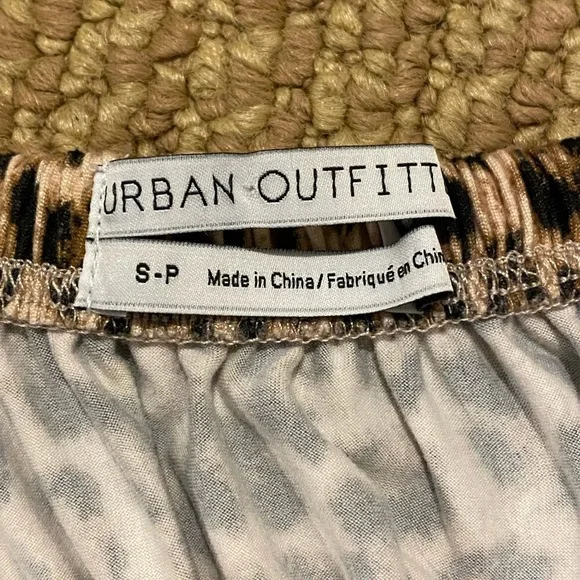 URBAN OUTFITT
S-P Made in China/Fabriqué en Chin